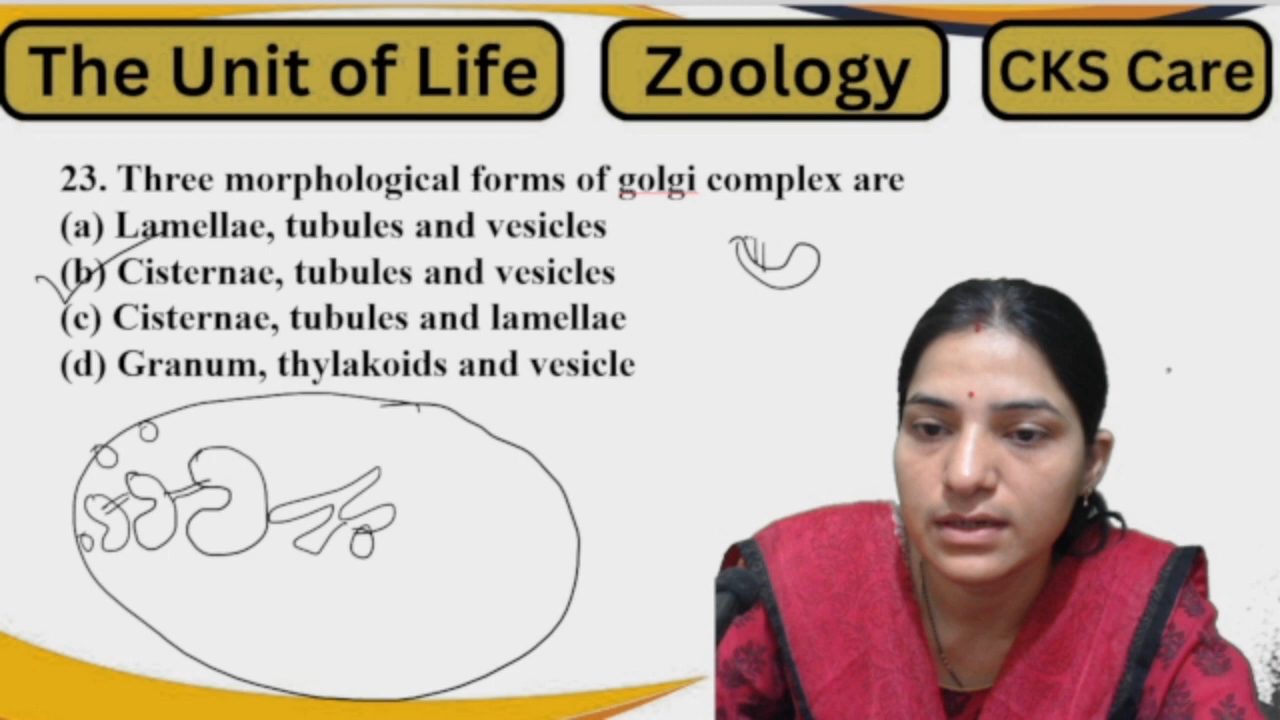 The Unit of Life
Zoology
CKS Care
23. Three morphological forms of golgi complex are
(a) Lamellae, tubules and vesicles
(b) Cisternae, tubules and vesicles
(c) Cisternae, tubules and lamellae
(d) Granum, thylakoids and vesicle